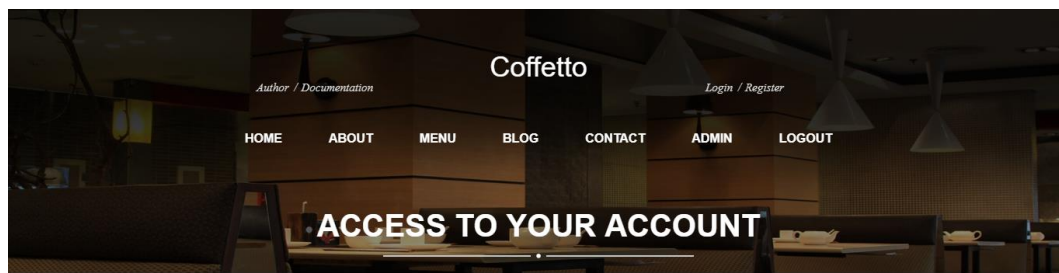 Coffetto
Author / Documentation
Login / Register
HOME ABOUT MENU BLOG CONTACT ADMIN LOGOUT
ACCESS TO YOUR ACCOUNT